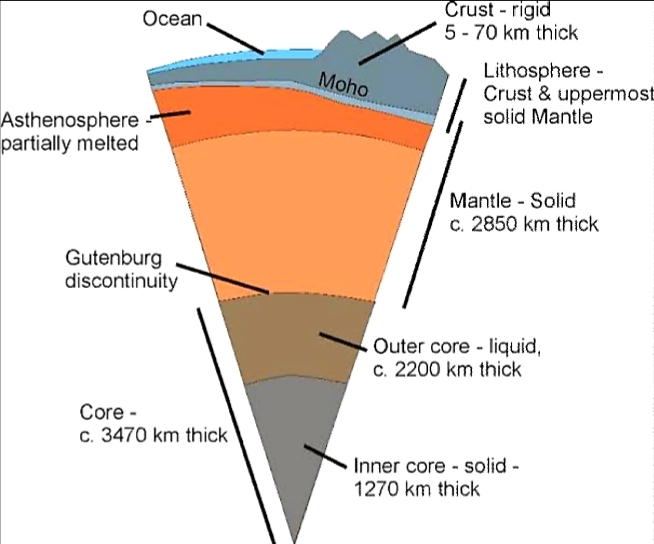 Ocean
Crust - rigid
5 - 70 km thick
Moho
Lithosphere -
Crust & uppermost
solid Mantle
Asthenosphere -
partially melted
Mantle - Solid
c. 2850 km thick
Gutenburg
discontinuity
Outer core - liquid,
c. 2200 km thick
Core -
c. 3470 km thick
Inner core - solid -
1270 km thick